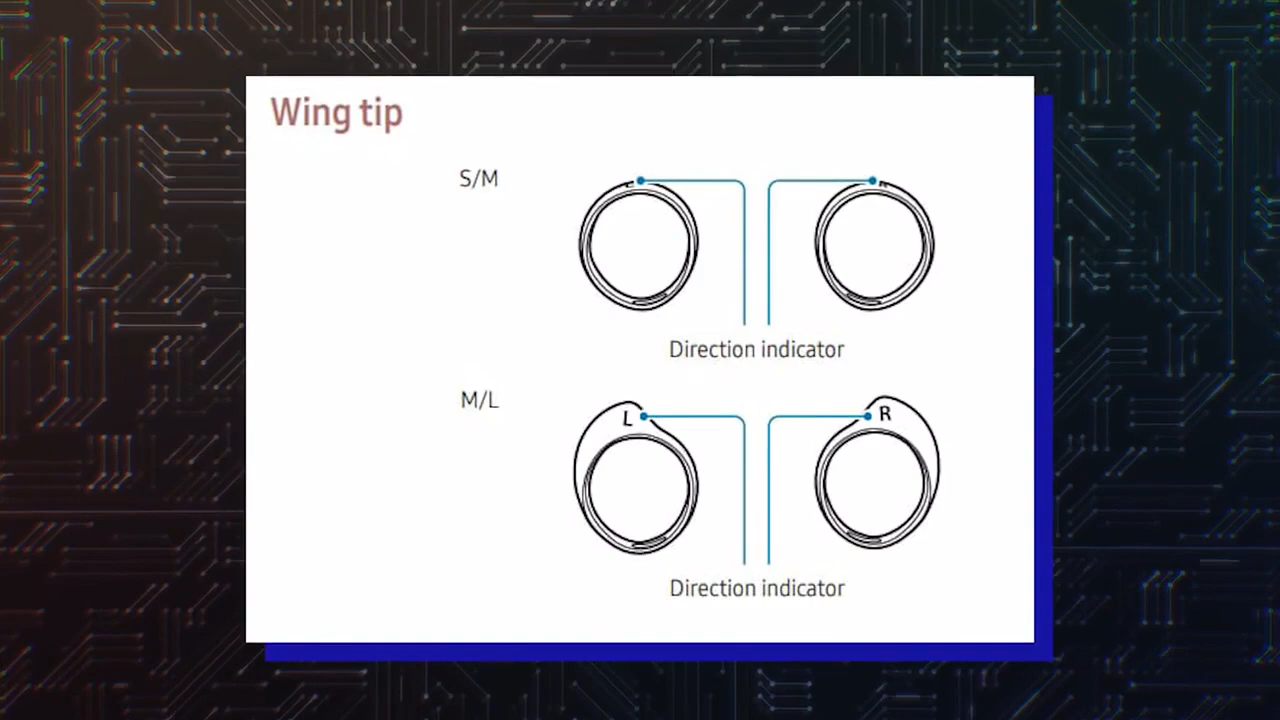 Wing tip
S/M
Direction indicator
M/L
L
R
Direction indicator